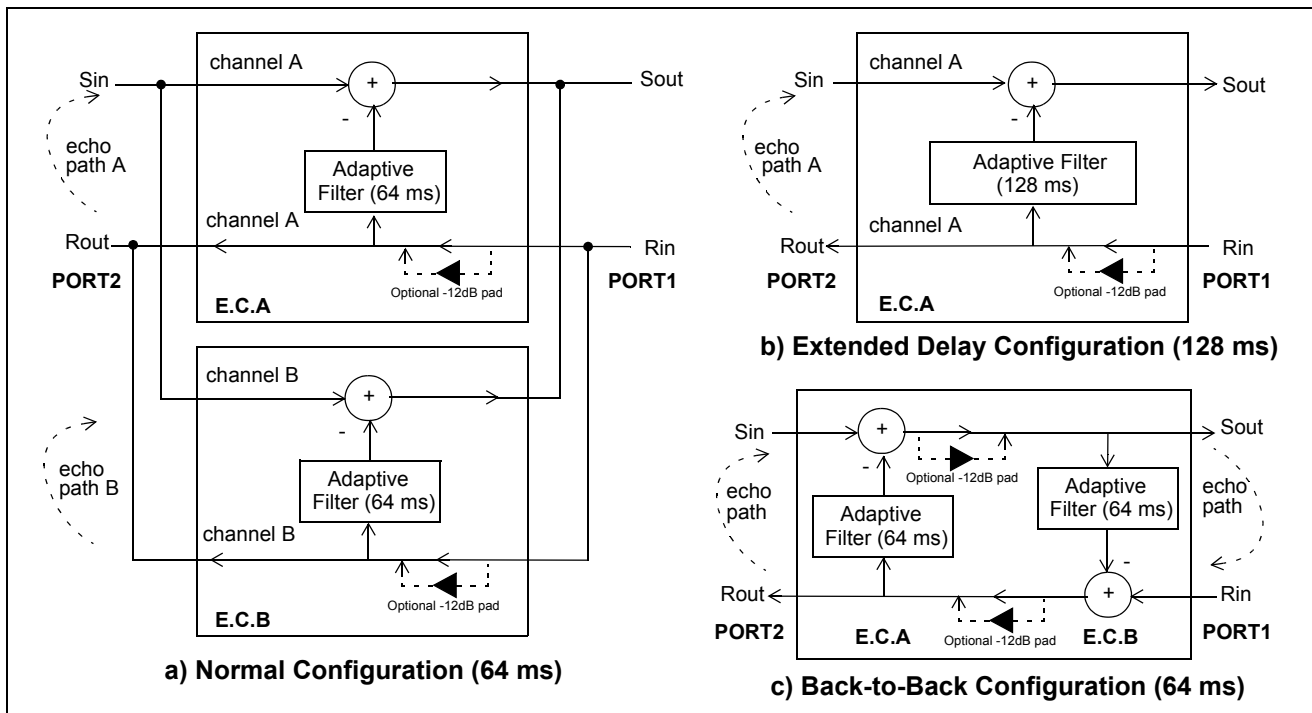 channel A
Sin
+
Sout
-
echo
path A
Adaptive
Filter (64 ms)
channel A
Rout
Rin
PORT2
PORT1
Optional -12dB pad
E.C.A
channel B
+
-
echo
path B
Adaptive
Filter (64 ms)
channel B
Optional -12dB pad
E.C.B
a) Normal Configuration (64 ms)
channel A
Sin
+
Sout
-
echo
path A
Adaptive Filter
(128 ms)
channel A
Rout
Rin
PORT2
PORT1
Optional -12dB pad
E.C.A
b) Extended Delay Configuration (128 ms)
Sin
+
Sout
-
Optional -12dB pad
echo
path
Adaptive
Filter (64 ms)
Adaptive
Filter (64 ms)
echo
path
-
Rout
+
Rin
Optional -12dB pad
PORT2
E.C.A
E.C.B
PORT1
c) Back-to-Back Configuration (64 ms)